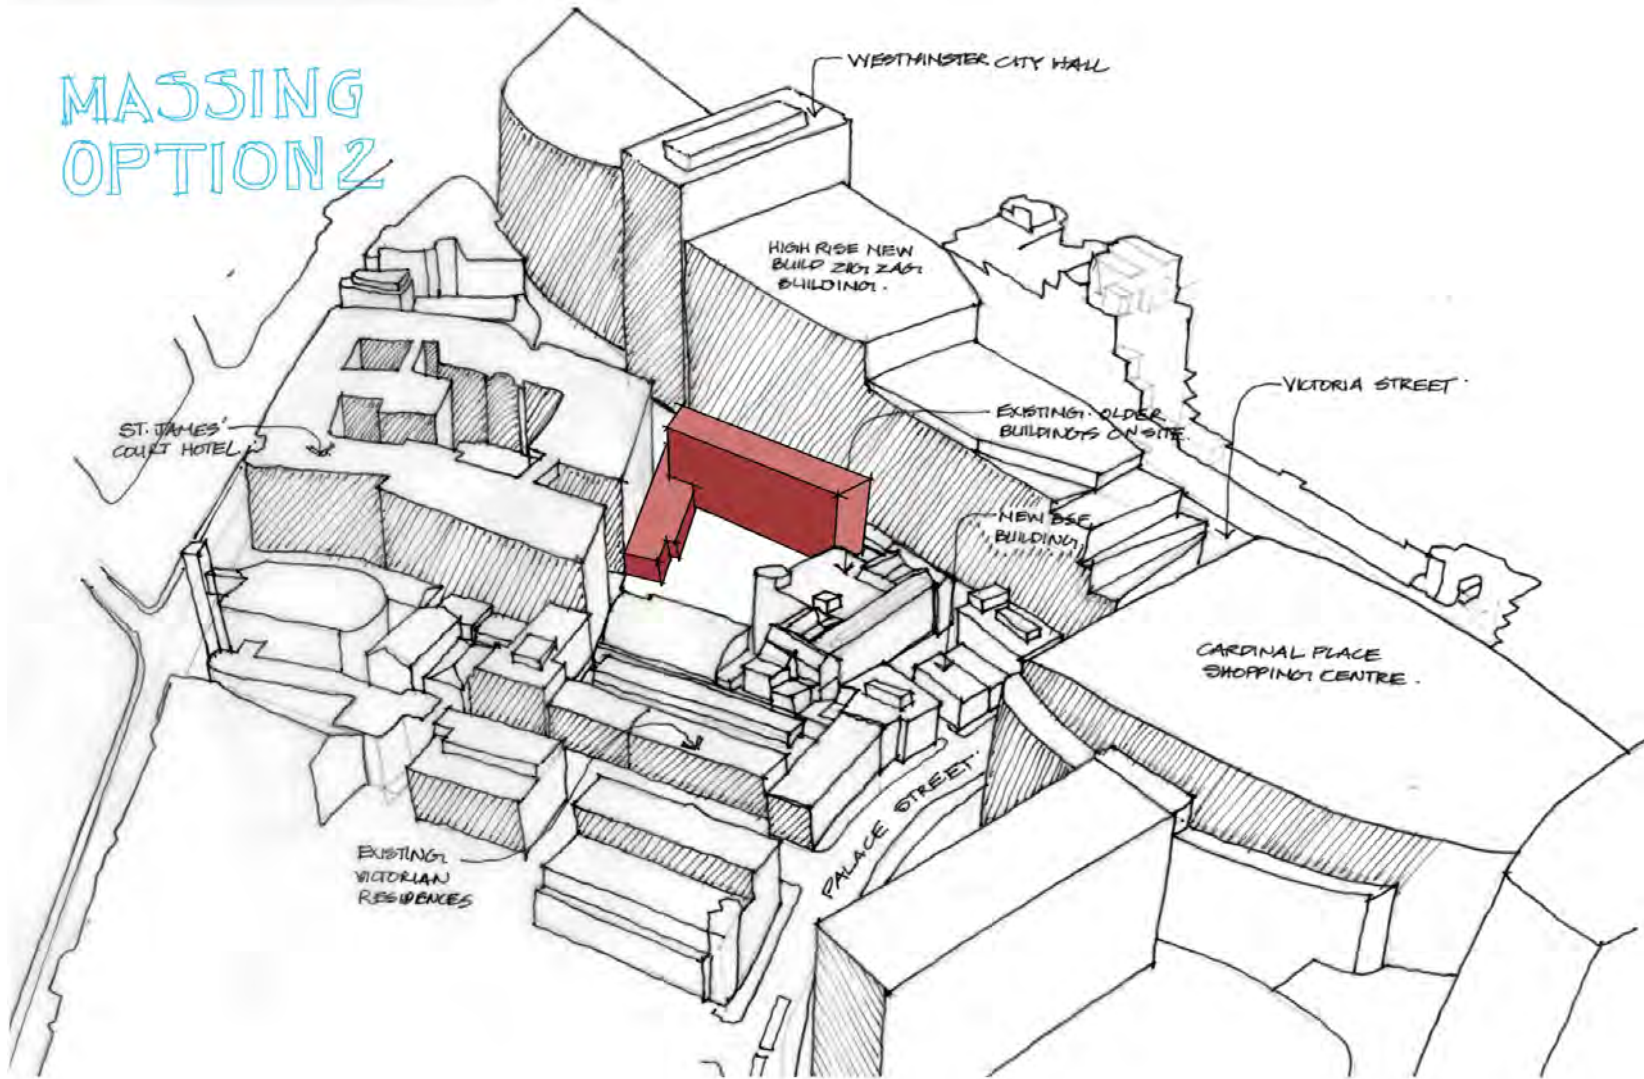 MASSING
OPTION 2
WESTMINSTER CITY HALL
HIGH RISE NEW
BUILD ZIG ZAG
BUILDING.
VICTORIA STREET.
EXISTING OLDER
BUILDINGS ON SITE.
ST. JAMES'
COURT HOTEL
NEW BSF
BUILDING
CARDINAL PLACE
SHOPPING CENTRE.
PALACE STREET.
EXISTING
VICTORIAN
RESIDENCES